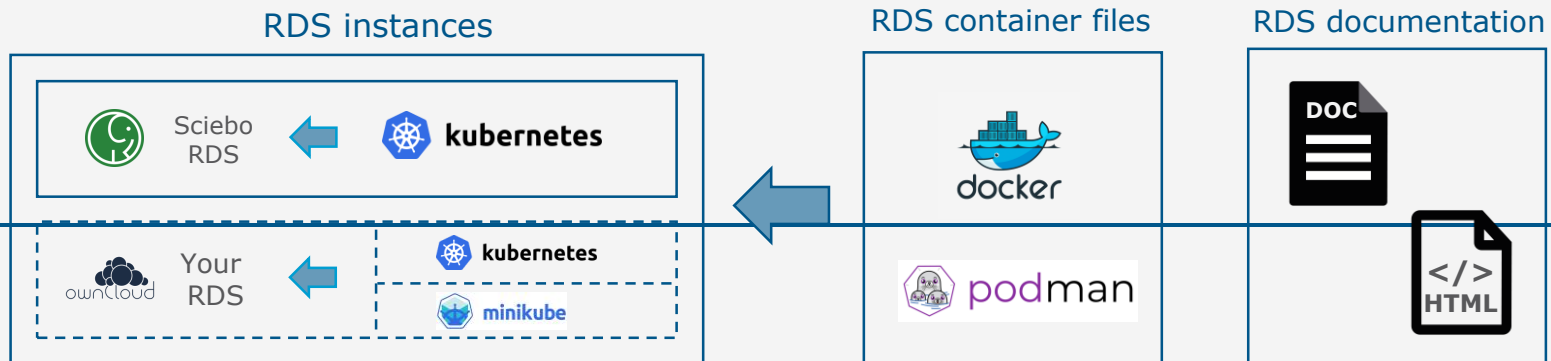 RDS instances
RDS container files
RDS documentation
Sciebo
RDS
kubernetes
docker
DOC
ownCloud
Your
RDS
kubernetes
minikube
podman
</>
HTML